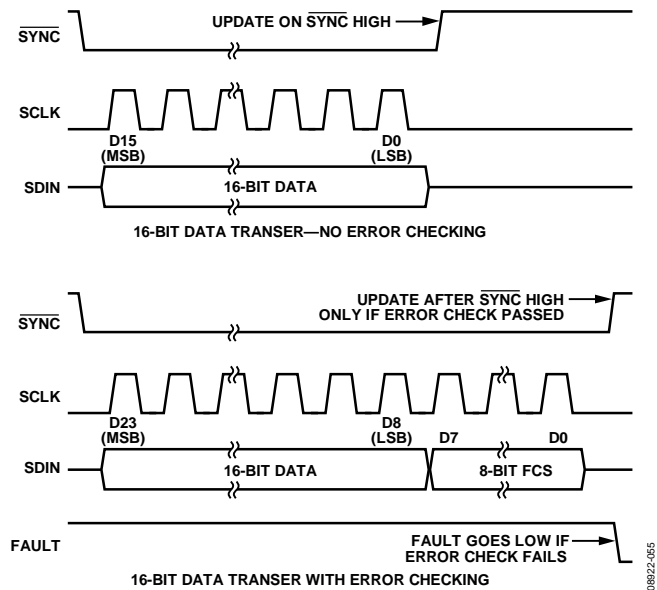 UPDATE ON SYNC HIGH
SYNC
SCLK
D15
(MSB)
D0
(LSB)
SDIN
16-BIT DATA
16-BIT DATA TRANSER—NO ERROR CHECKING
UPDATE AFTER SYNC HIGH
ONLY IF ERROR CHECK PASSED
SYNC
SCLK
D23
(MSB)
D8
(LSB)
D7
D0
SDIN
16-BIT DATA
8-BIT FCS
FAULT
FAULT GOES LOW IF
ERROR CHECK FAILS
16-BIT DATA TRANSER WITH ERROR CHECKING
08922-055